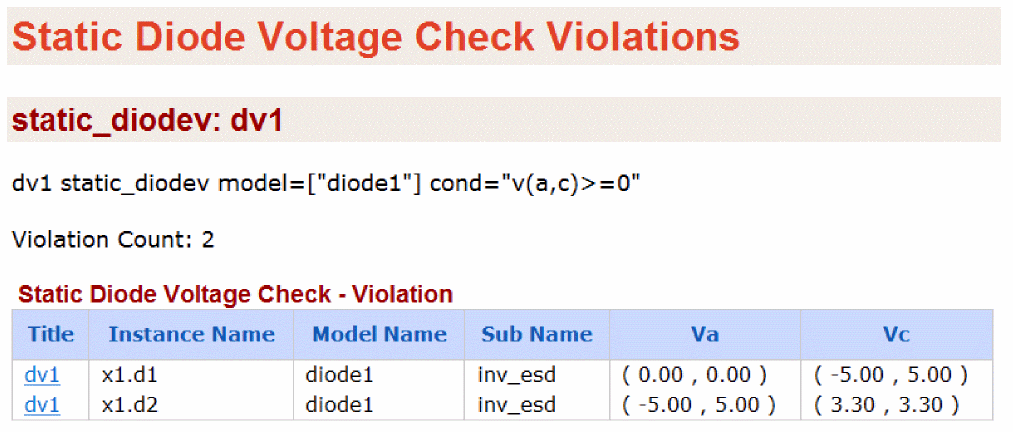 Static Diode Voltage Check Violations
static_diodev: dv1
dv1 static_diodev model=["diode1"] cond="v(a,c)>=0"
Violation Count: 2
Static Diode Voltage Check - Violation
Title Instance Name Model Name Sub Name Va Vc
dv1 x1.d1 diode1 inv_esd ( 0.00 , 0.00 ) ( -5.00 , 5.00 )
dv1 x1.d2 diode1 inv_esd ( -5.00 , 5.00 ) ( 3.30 , 3.30 )